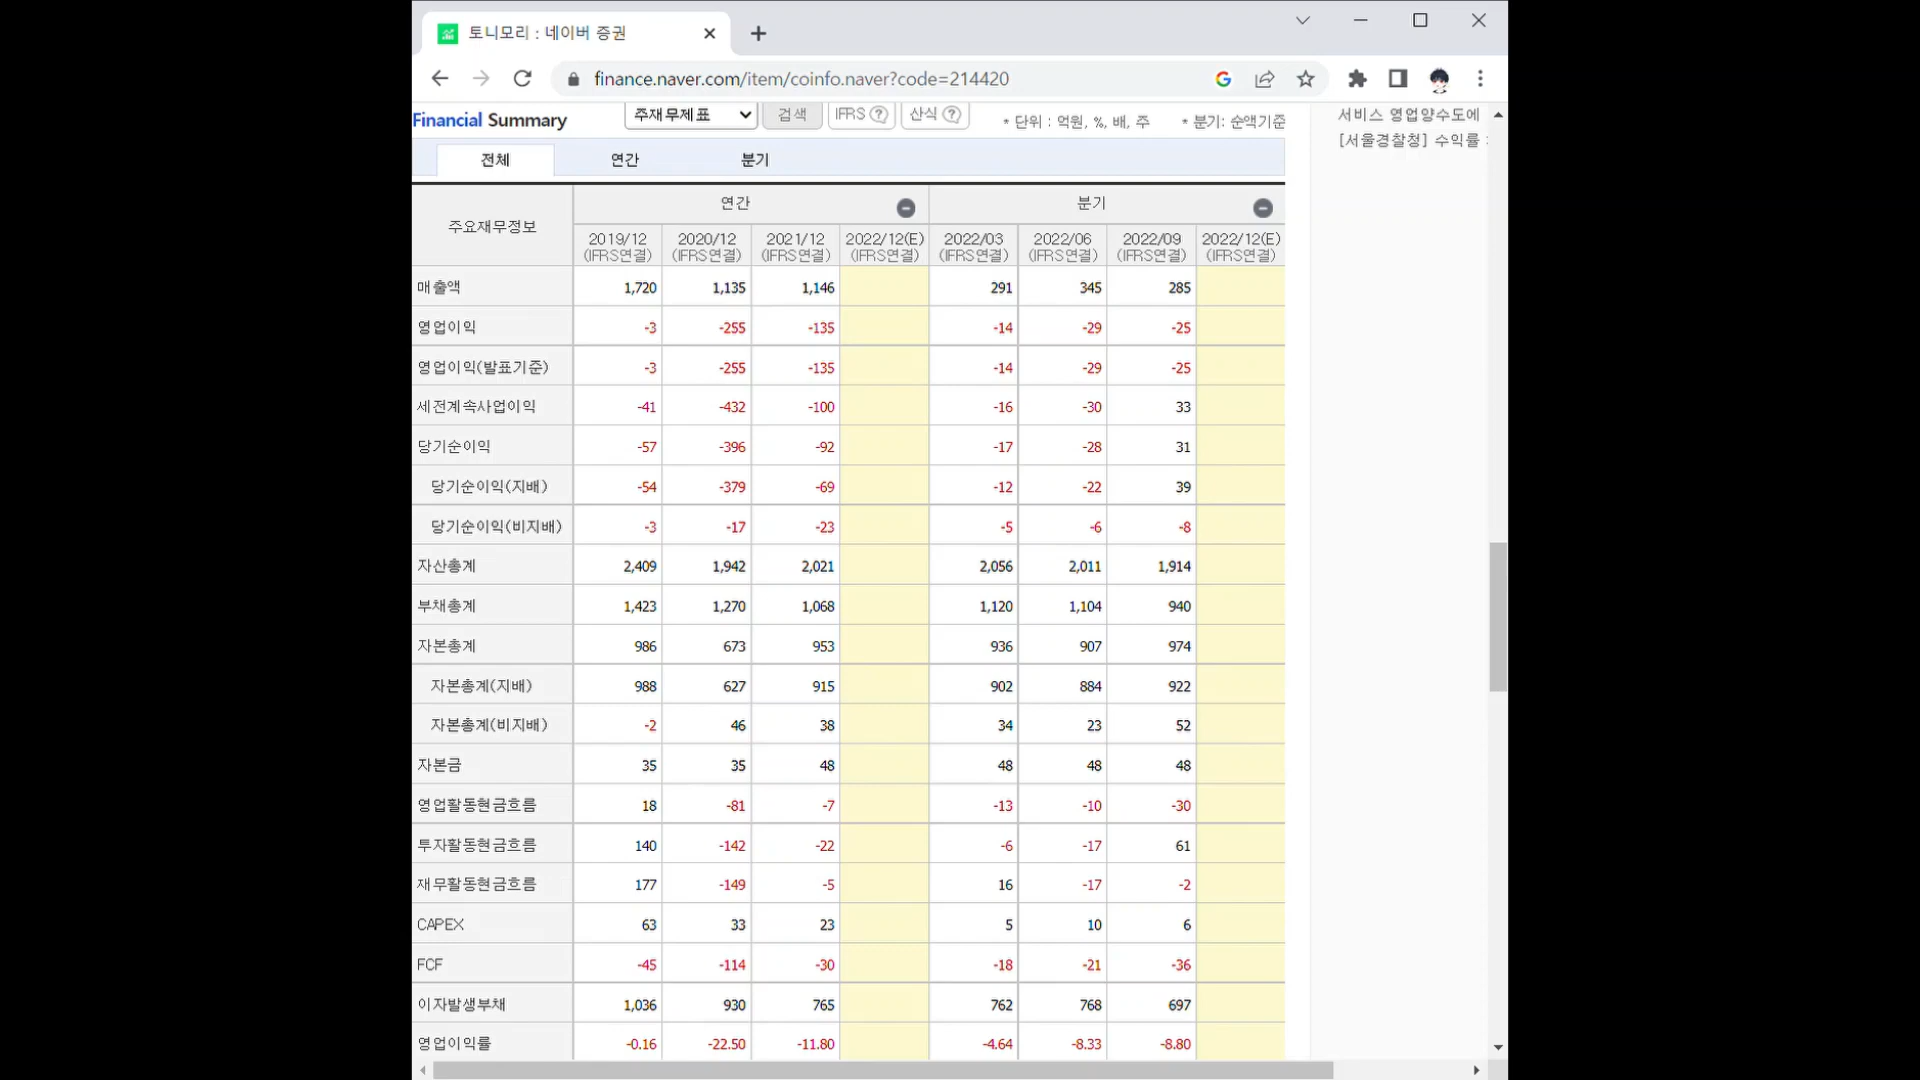 토니모리 : 네이버 증권
finance.naver.com/item/coinfo.naver?code=214420
Financial Summary 주재무제표 검색 IFRS ? 산식 ? * 단위 : 억원, %, 배, 주 * 분기: 순액기준
서비스 영업양수도에
[서울경찰청] 수익률
전체 연간 분기
주요재무정보 연간 분기
2019/12 2020/12 2021/12 2022/12(E) 2022/03 2022/06 2022/09 2022/12(E)
(IFRS연결) (IFRS연결) (IFRS연결) (IFRS연결) (IFRS연결) (IFRS연결) (IFRS연결) (IFRS연결)
매출액 1,720 1,135 1,146 291 345 285
영업이익 -3 -255 -135 -14 -29 -25
영업이익(발표기준) -3 -255 -135 -14 -29 -25
세전계속사업이익 -41 -432 -100 -16 -30 33
당기순이익 -57 -396 -92 -17 -28 31
당기순이익(지배) -54 -379 -69 -12 -22 39
당기순이익(비지배) -3 -17 -23 -5 -6 -8
자산총계 2,409 1,942 2,021 2,056 2,011 1,914
부채총계 1,423 1,270 1,068 1,120 1,104 940
자본총계 986 673 953 936 907 974
자본총계(지배) 988 627 915 902 884 922
자본총계(비지배) -2 46 38 34 23 52
자본금 35 35 48 48 48 48
영업활동현금흐름 18 -81 -7 -13 -10 -30
투자활동현금흐름 140 -142 -22 -6 -17 61
재무활동현금흐름 177 -149 -5 16 -17 -2
CAPEX 63 33 23 5 10 6
FCF -45 -114 -30 -18 -21 -36
이자발생부채 1,036 930 765 762 768 697
영업이익률 -0.16 -22.50 -11.80 -4.64 -8.33 -8.80